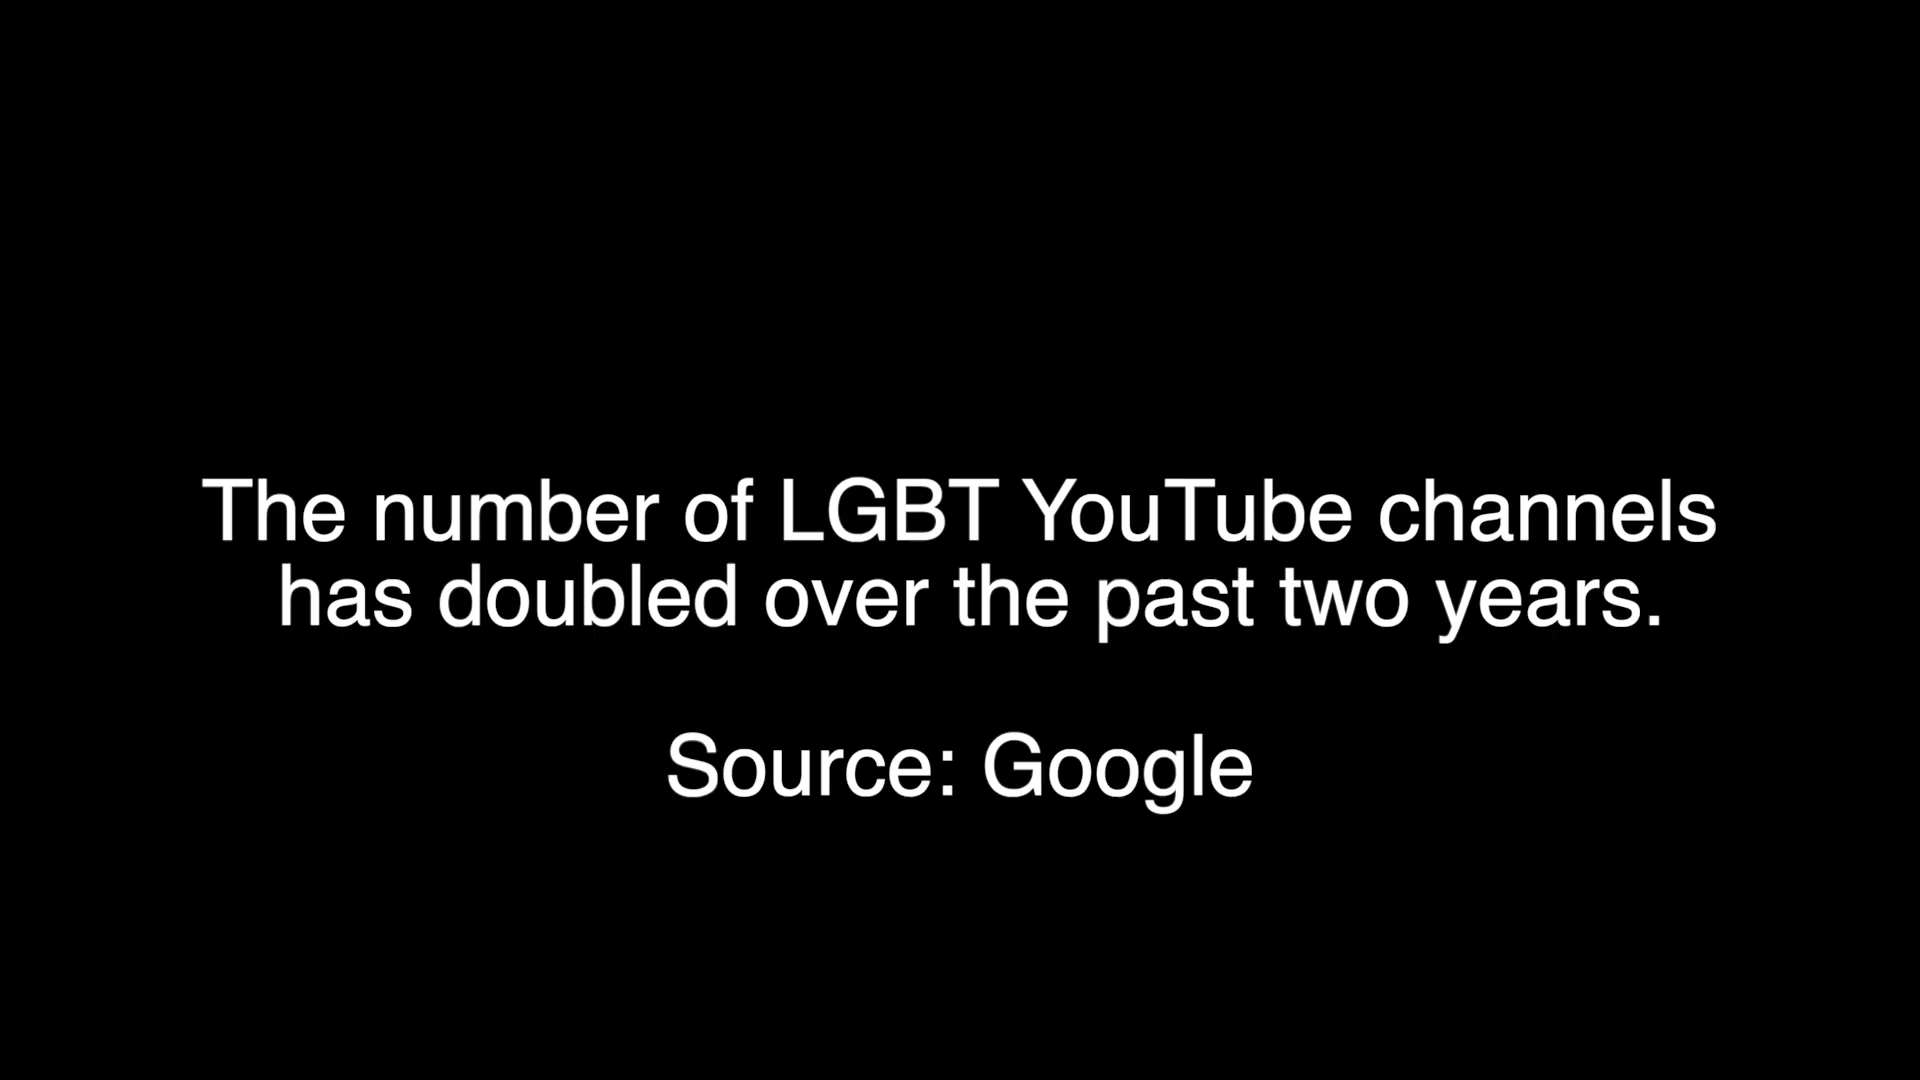 The number of LGBT YouTube channels
has doubled over the past two years.
Source: Google